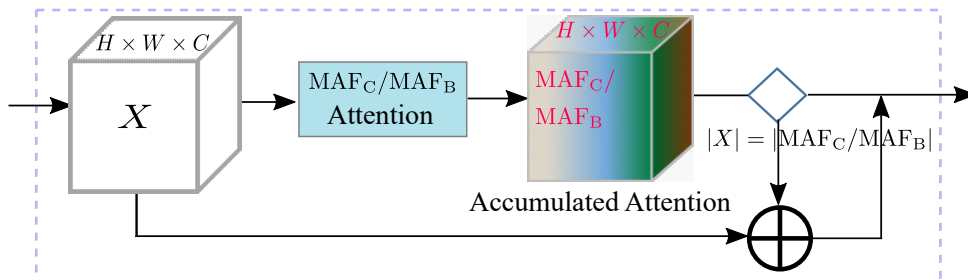 H × W × C
X
MAF_C/MAF_B
Attention
H × W × C
MAF_C/
MAF_B
|X| = |MAF_C/MAF_B|
Accumulated Attention